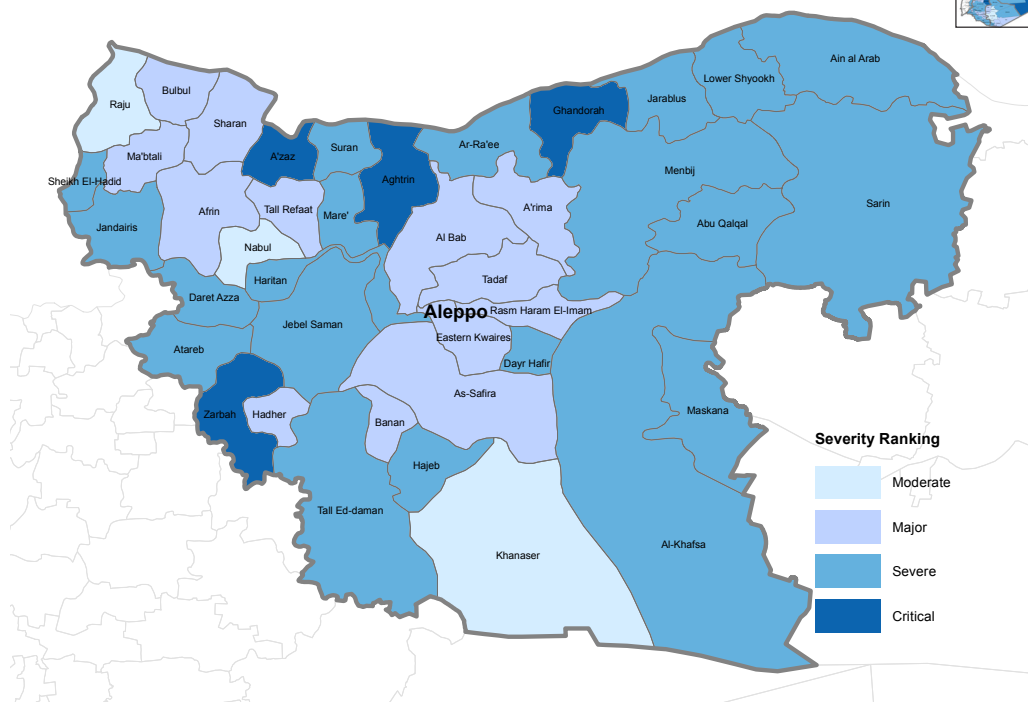 Ain al Arab
Lower Shyookh
Raju
Bulbul
Jarablus
Ghandorah
Sharan
Ar-Ra'ee
A'zaz
Suran
Ma'btali
Menbij
Aghtrin
Sheikh El-Hadid
Sarin
Afrin
Tall Refaat
A'rima
Mare'
Jandairis
Abu Qalqal
Al Bab
Nabul
Haritan
Tadaf
Daret Azza
Aleppo
Rasm Haram El-Imam
Jebel Saman
Eastern Kwaires
Atareb
Dayr Hafir
As-Safira
Maskana
Zarbah
Hadher
Banan
Hajeb
Tall Ed-daman
Al-Khafsa
Khanaser
Severity Ranking
Moderate
Major
Severe
Critical